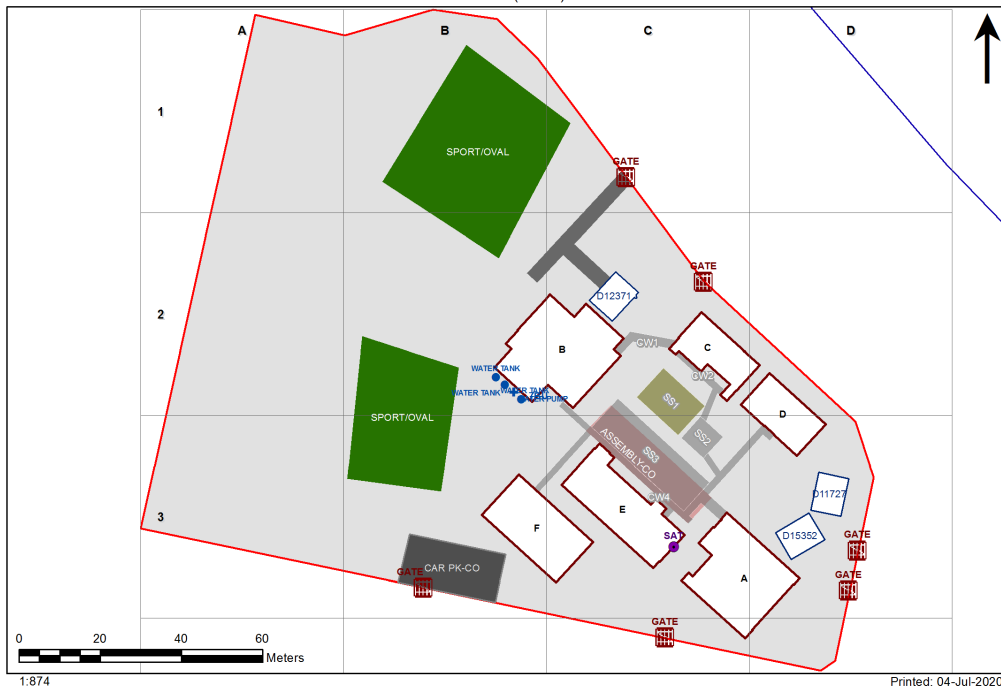 A
B
C
D
1
SPORT/OVAL
GATE
GATE
2
D12371
B
CW1
C
WATER TANK
CW2
WATER TANK
WATER TANK
SS1
D
SPORT/OVAL
SS2
SS3
ASSEMBLY-CO
D11727
CW4
3
F
E
SAT
D15352
GATE
CAR PK-CO
GATE
A
GATE
GATE
0 20 40 60
Meters
1:874
Printed: 04-Jul-2020